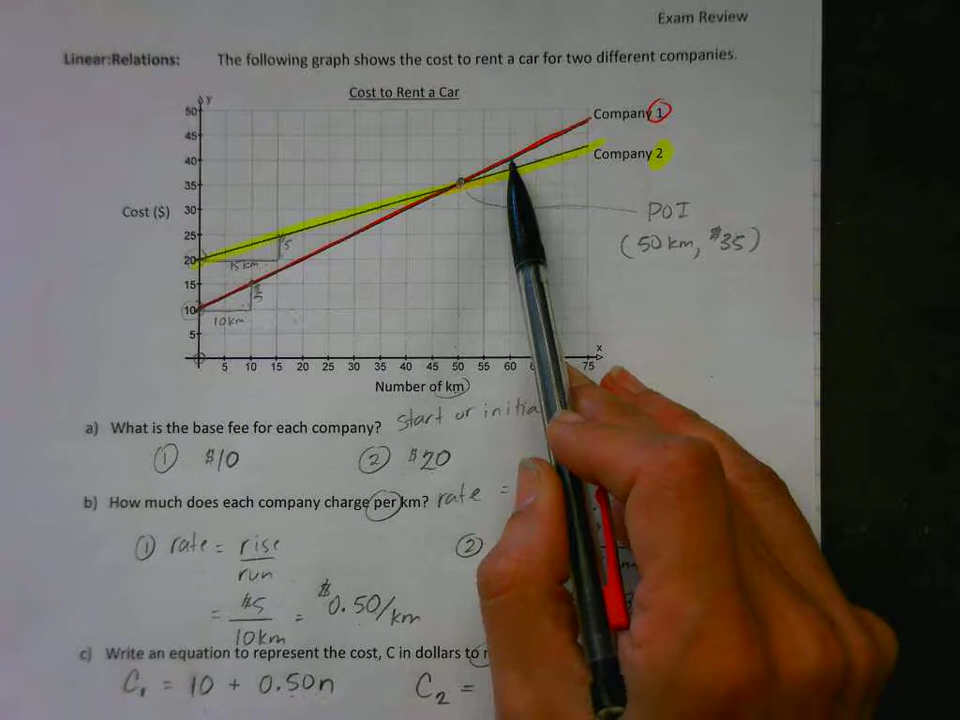 Exam Review
Linear Relations: The following graph shows the cost to rent a car for two different companies.
Cost to Rent a Car
y
50
45
40
35
30
25
20
15
10
5
Cost ($)
Company 1
Company 2
POI
(50 km, $35)
15 km
5
10 km
$5
x
5 10 15 20 25 30 35 40 45 50 55 60 75
Number of km
a) What is the base fee for each company? start or
① $10 ② $20
b) How much does each company charge per km? rate =
① rate = rise ②
run
= $5 = $0.50/km
10km
c) Write an equation to represent the cost, C in dollars to
C₁ = 10 + 0.50n C₂ =